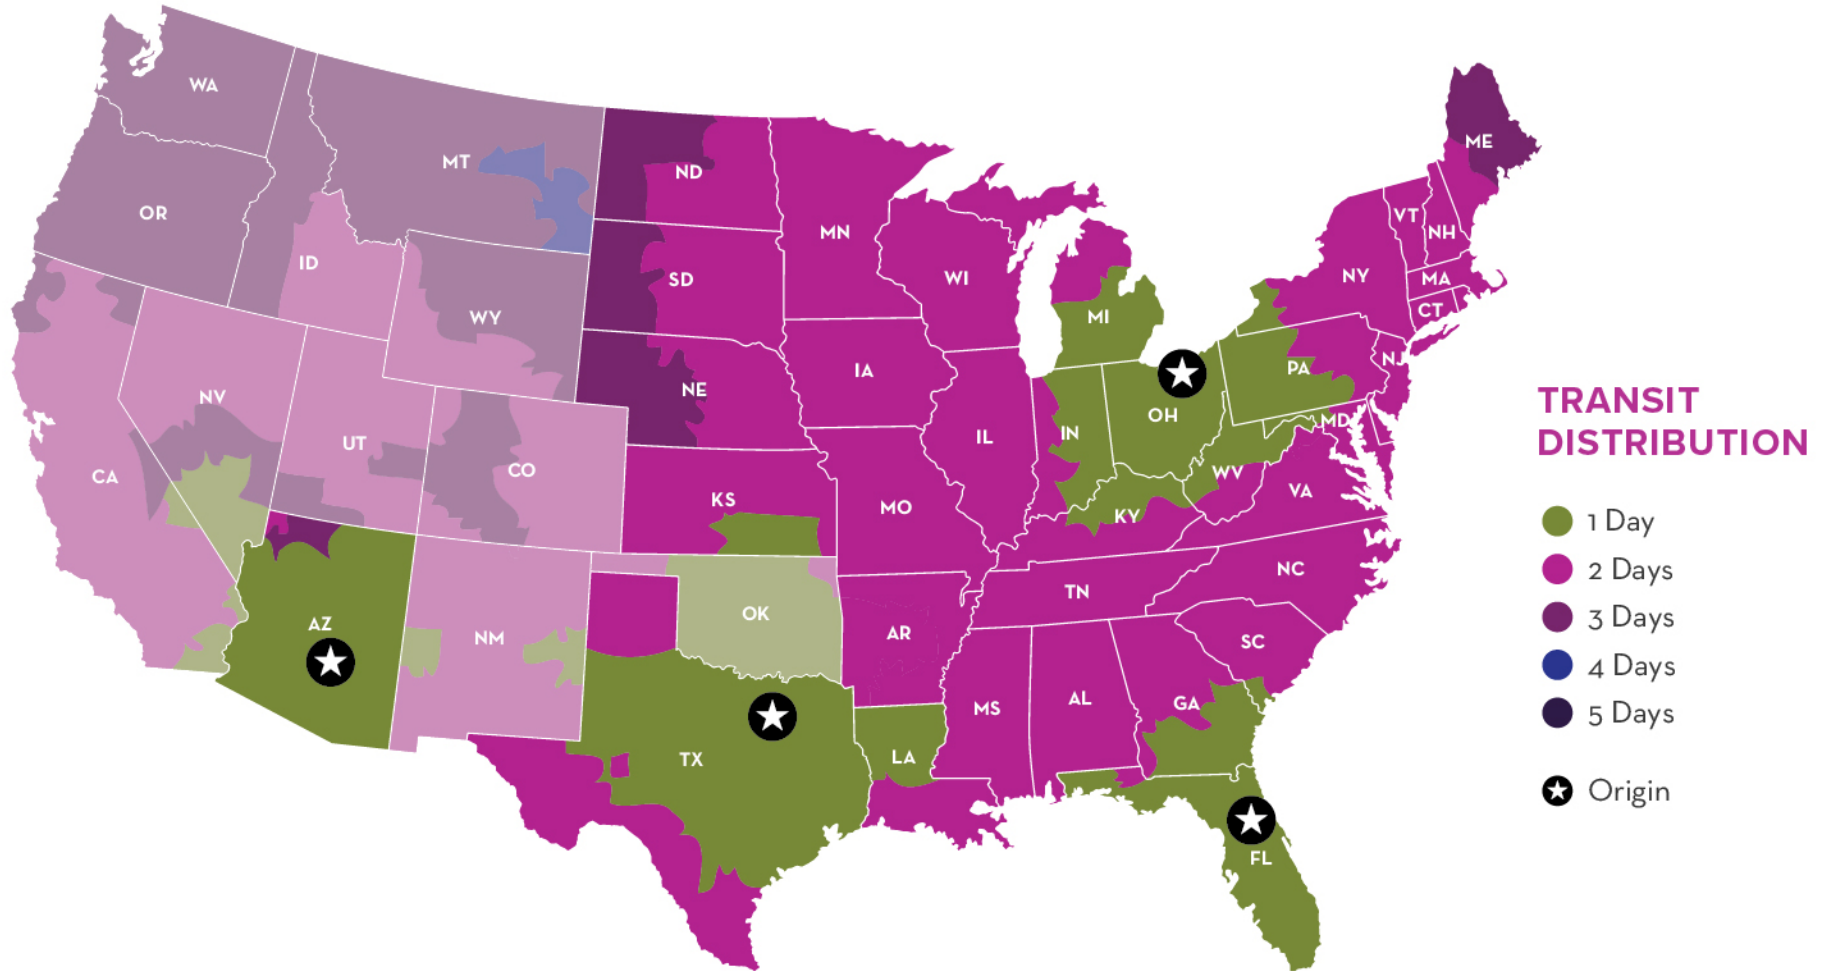 WA
MT
ND
ME
OR
ID
MN
VT
NH
SD
WI
NY
MA
WY
MI
CT
NV
NE
IA
PA
NJ
UT
CO
OH
MD
CA
IN
IL
WV
KS
MO
KY
VA
AZ
NM
OK
AR
TN
NC
SC
TX
LA
MS
AL
GA
FL
TRANSIT
DISTRIBUTION
1 Day
2 Days
3 Days
4 Days
5 Days
Origin